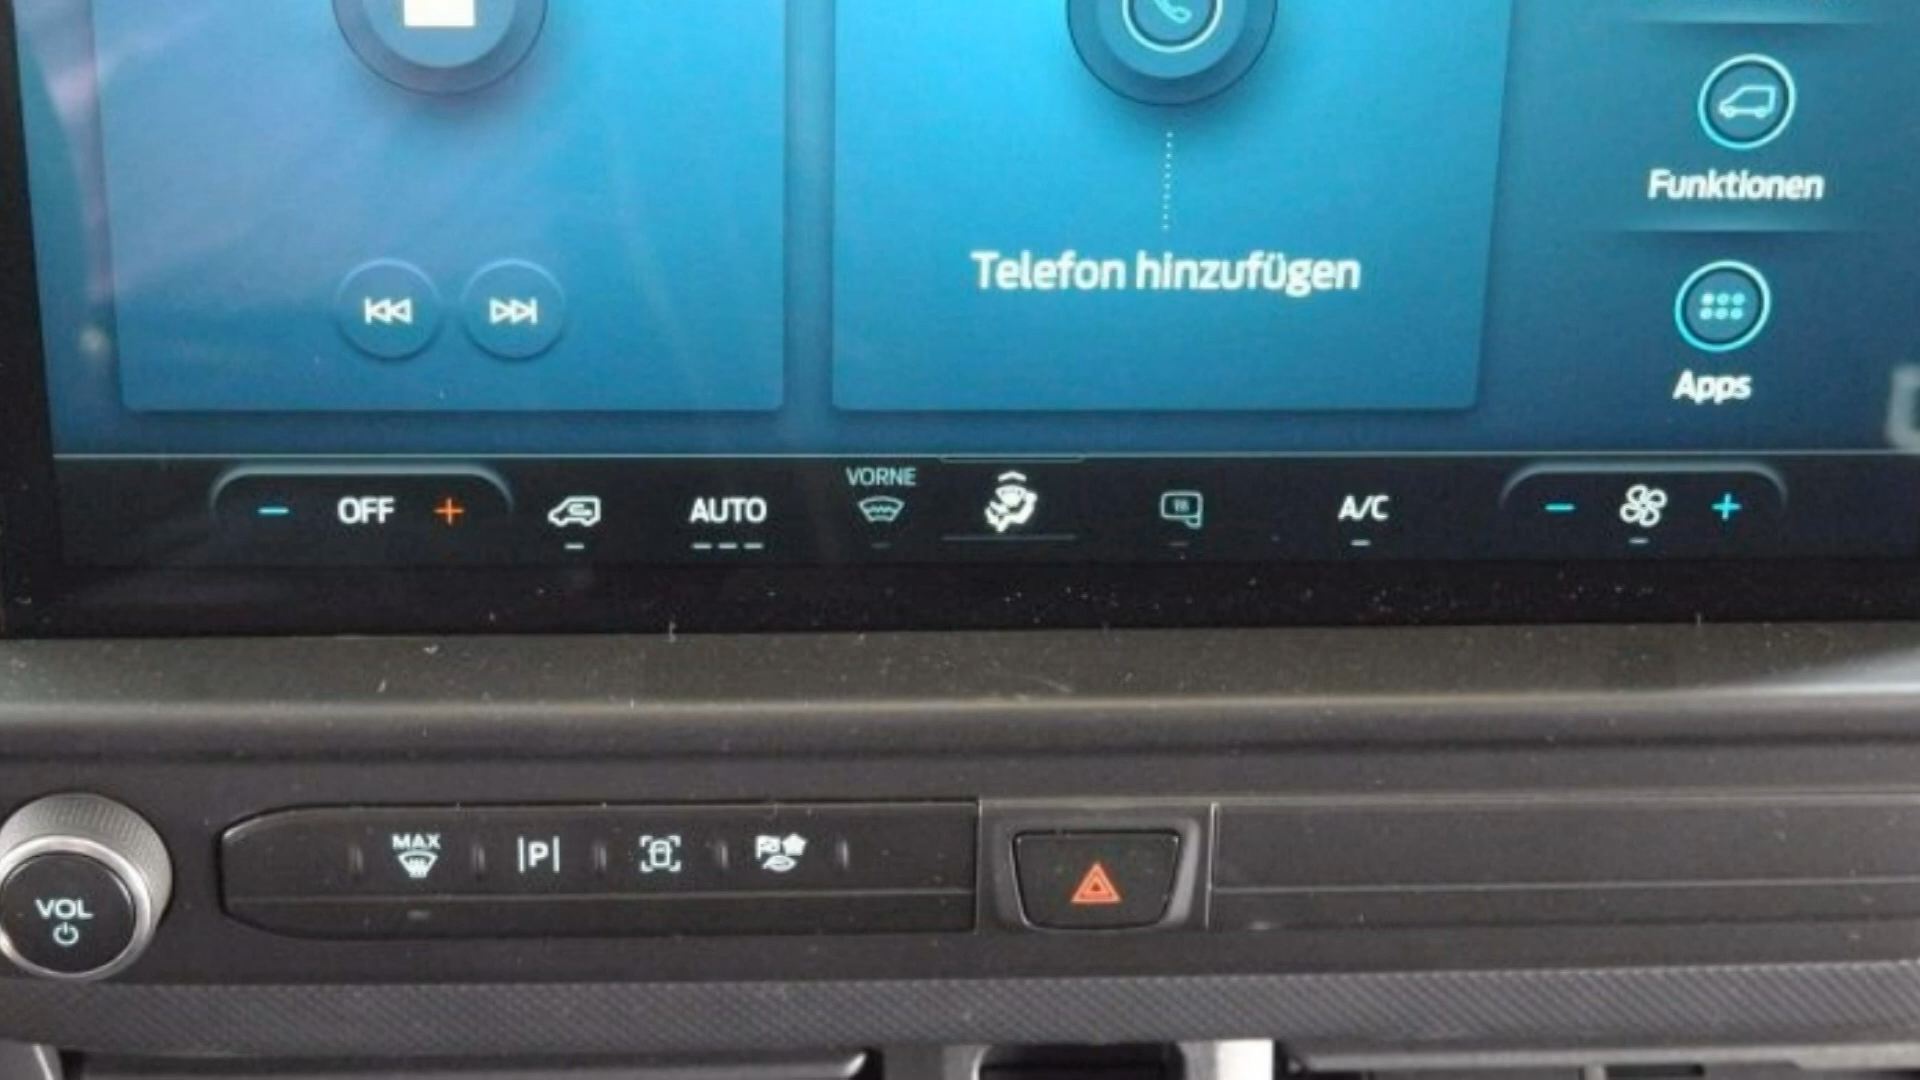 Funktionen
Telefon hinzufügen
Apps
OFF
AUTO
VORNE
A/C
MAX
P
VOL